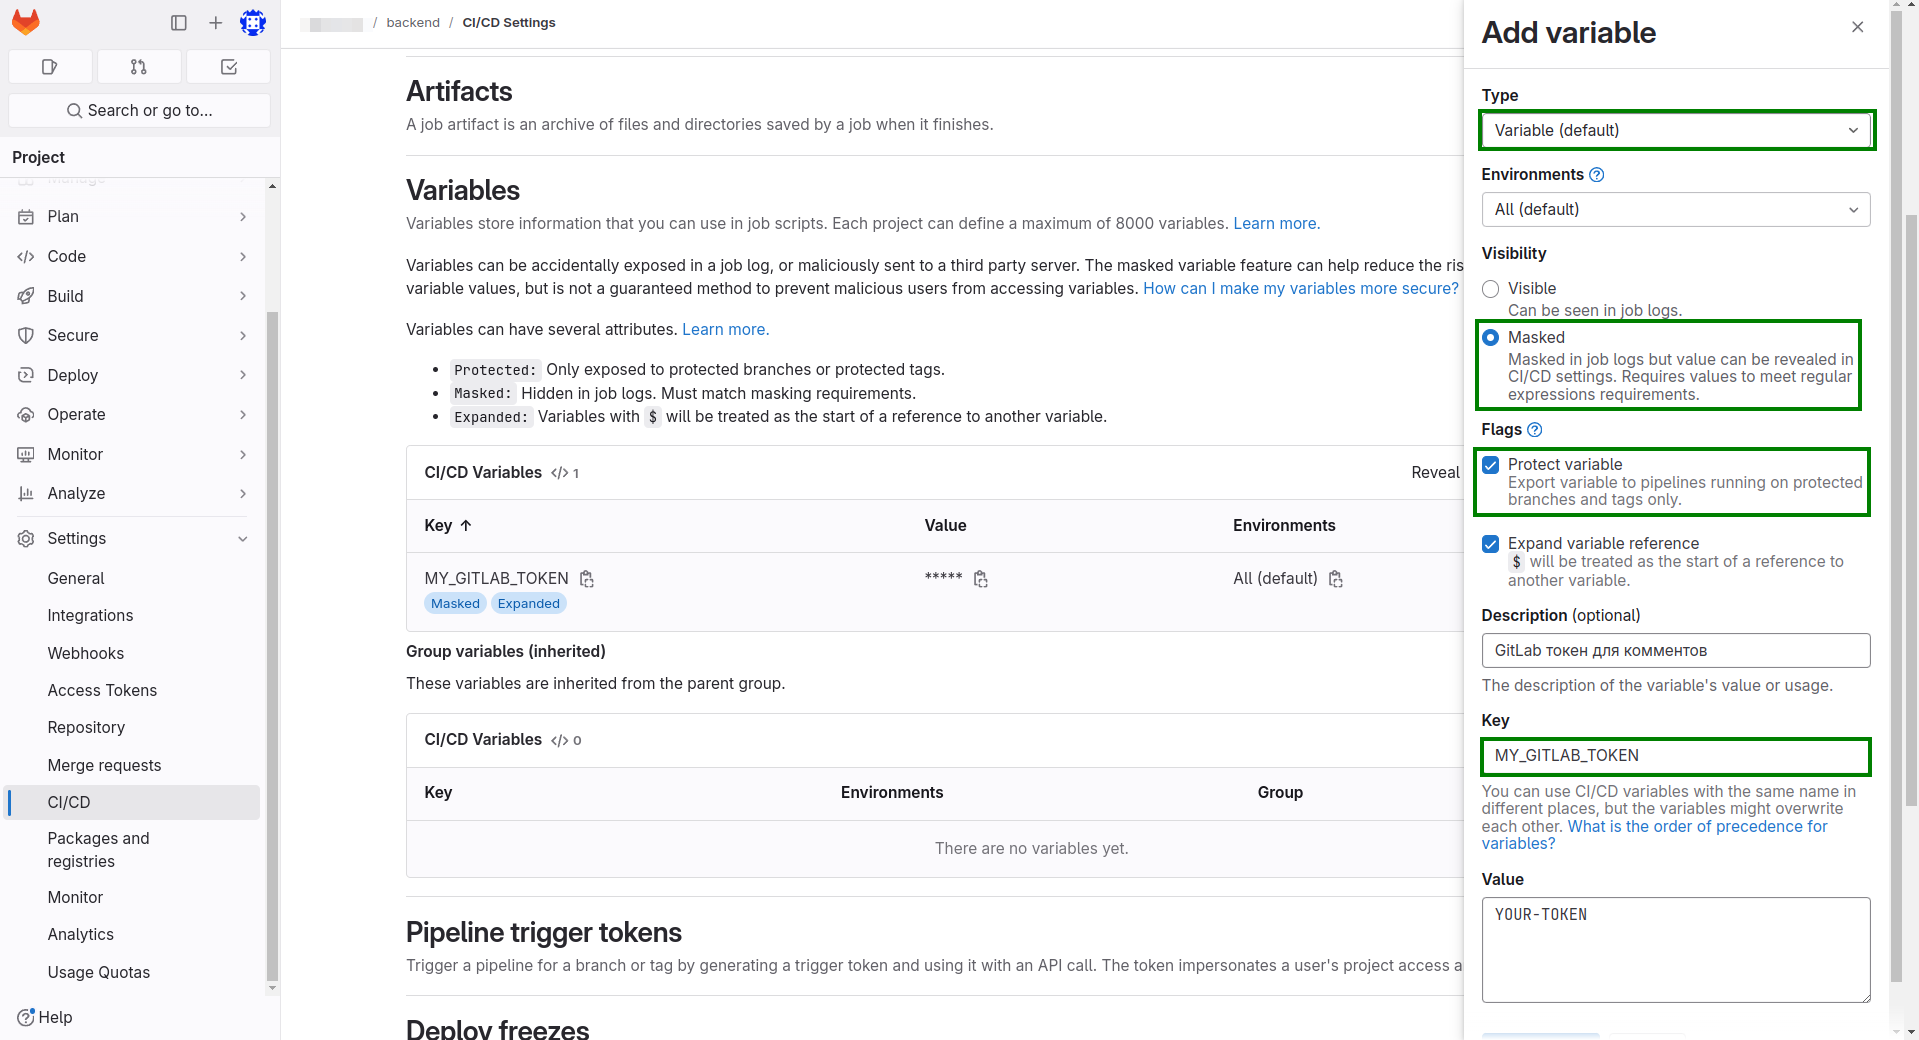 / backend / CI/CD Settings
Search or go to...
Project
Plan
Code
Build
Secure
Deploy
Operate
Monitor
Analyze
Settings
General
Integrations
Webhooks
Access Tokens
Repository
Merge requests
CI/CD
Packages and
registries
Monitor
Analytics
Usage Quotas
Help
Artifacts
A job artifact is an archive of files and directories saved by a job when it finishes.
Variables
Variables store information that you can use in job scripts. Each project can define a maximum of 8000 variables. Learn more.
Variables can be accidentally exposed in a job log, or maliciously sent to a third party server. The masked variable feature can help reduce the ris
variable values, but is not a guaranteed method to prevent malicious users from accessing variables. How can I make my variables more secure?
Variables can have several attributes. Learn more.
• Protected: Only exposed to protected branches or protected tags.
• Masked: Hidden in job logs. Must match masking requirements.
• Expanded: Variables with $ will be treated as the start of a reference to another variable.
CI/CD Variables </> 1
Reveal
Key ↑ Value Environments
MY_GITLAB_TOKEN ***** All (default)
Masked Expanded
Group variables (inherited)
These variables are inherited from the parent group.
CI/CD Variables </> 0
Key Environments Group
There are no variables yet.
Pipeline trigger tokens
Trigger a pipeline for a branch or tag by generating a trigger token and using it with an API call. The token impersonates a user's project access a
Deploy freezes
Add variable
Type
Variable (default)
Environments
All (default)
Visibility
Visible
Can be seen in job logs.
Masked
Masked in job logs but value can be revealed in
CI/CD settings. Requires values to meet regular
expressions requirements.
Flags
Protect variable
Export variable to pipelines running on protected
branches and tags only.
Expand variable reference
$ will be treated as the start of a reference to
another variable.
Description (optional)
GitLab токен для комментов
The description of the variable's value or usage.
Key
MY_GITLAB_TOKEN
You can use CI/CD variables with the same name in
different places, but the variables might overwrite
each other. What is the order of precedence for
variables?
Value
YOUR-TOKEN